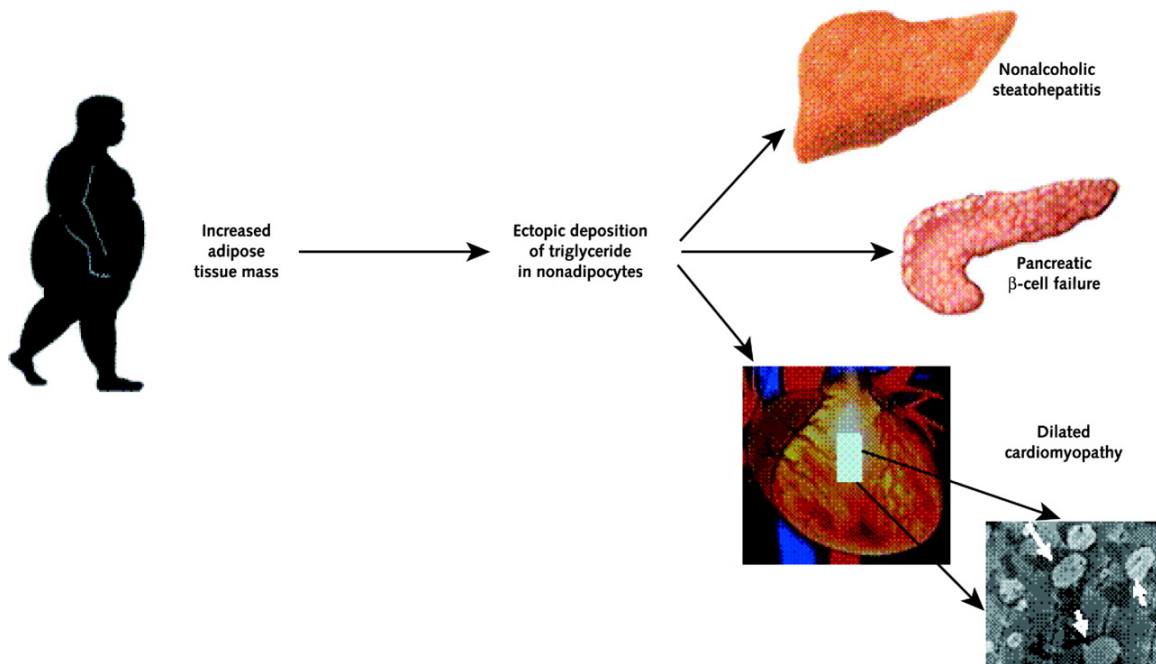 Nonalcoholic
steatohepatitis
Increased
adipose
tissue mass
Ectopic deposition
of triglyceride
in nonadipocytes
Pancreatic
β-cell failure
Dilated
cardiomyopathy